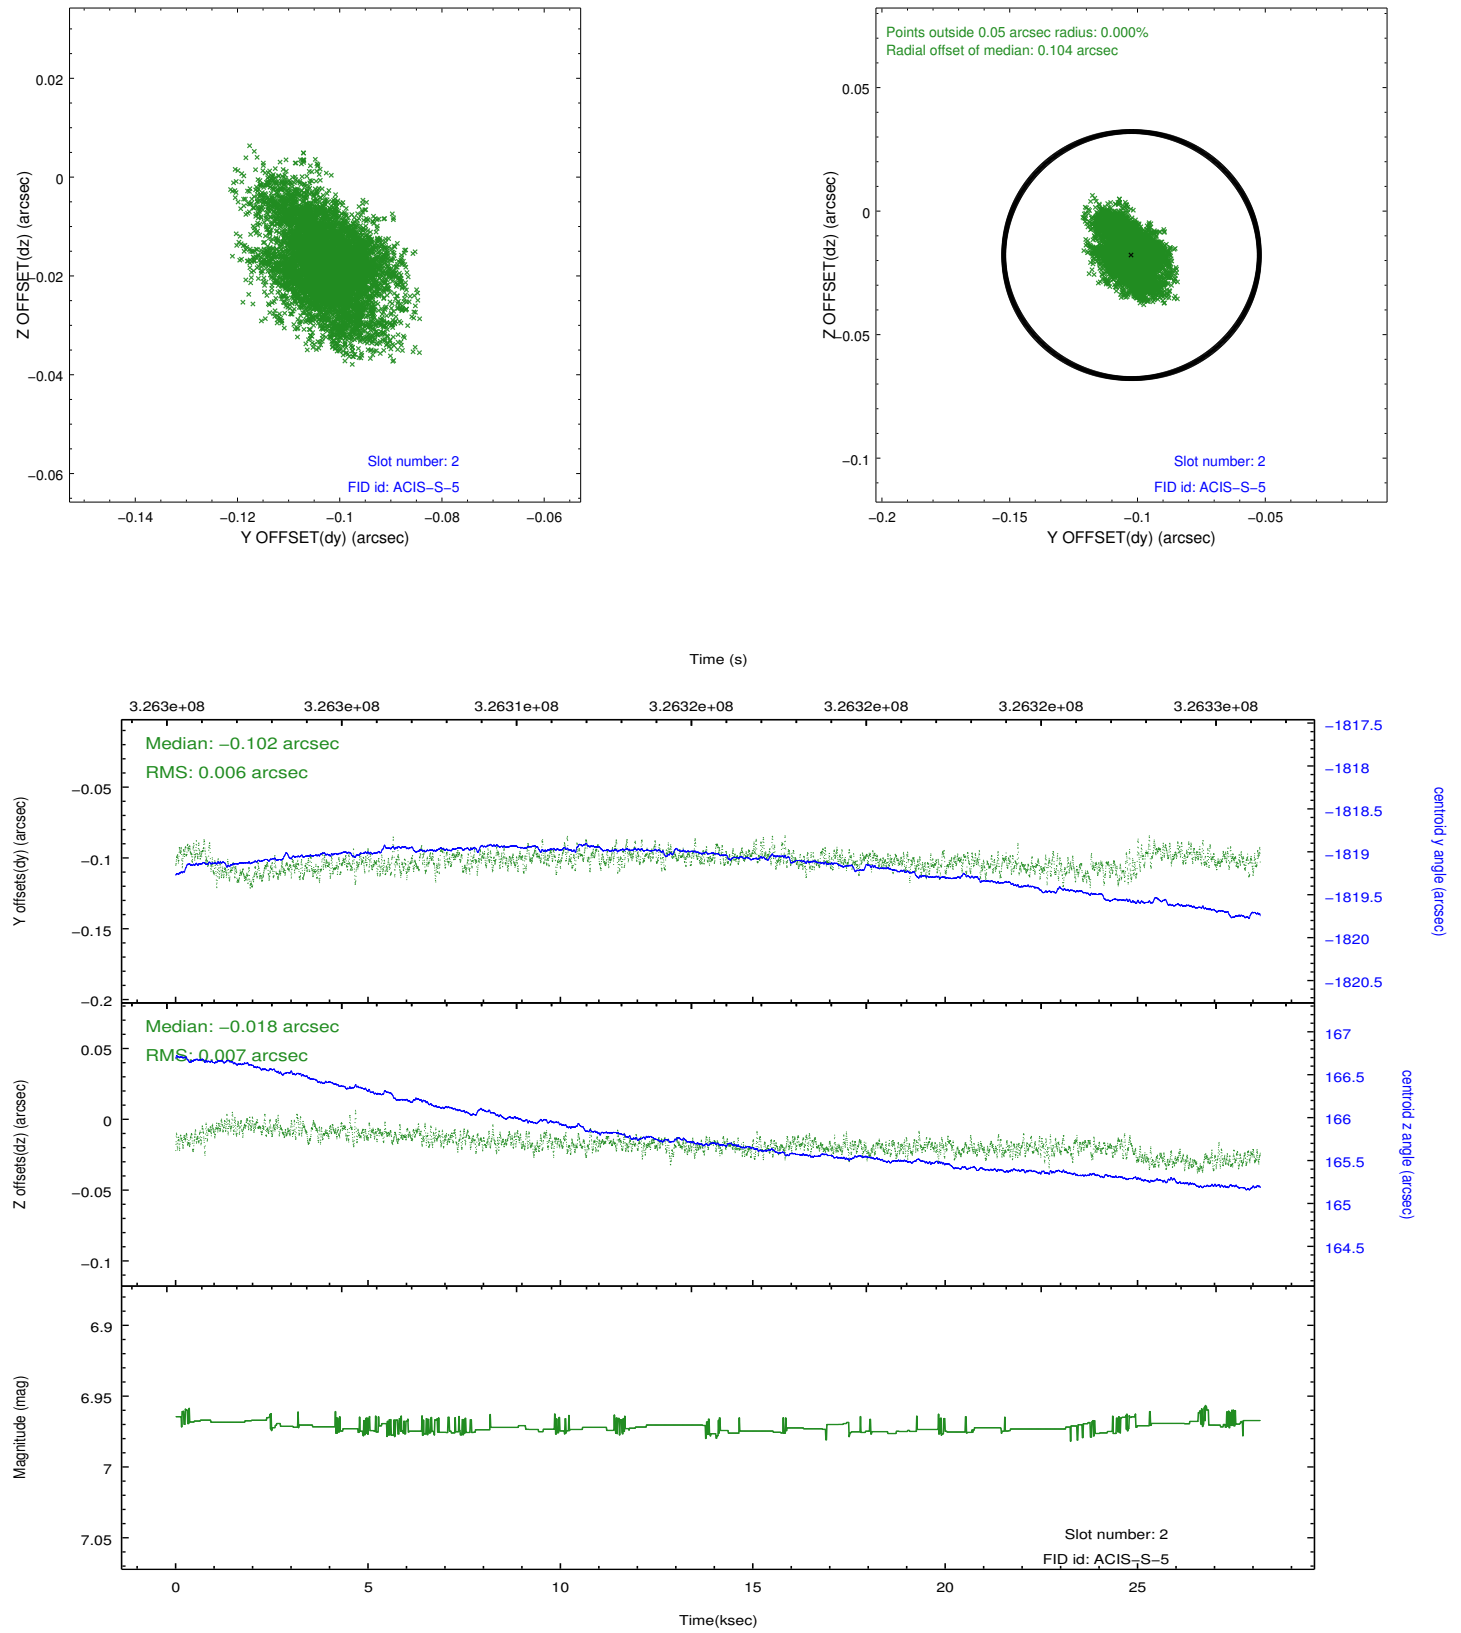 0.02
0
−0.02
−0.04
−0.06
Z OFFSET(dz) (arcsec)
Slot number: 2
FID id: ACIS−S−5
−0.14
−0.12
−0.1
−0.08
−0.06
Y OFFSET(dy) (arcsec)
Points outside 0.05 arcsec radius: 0.000%
Radial offset of median: 0.104 arcsec
0.05
0
−0.05
−0.1
Z OFFSET(dz) (arcsec)
Slot number: 2
FID id: ACIS−S−5
−0.2
−0.15
−0.1
−0.05
Y OFFSET(dy) (arcsec)
Time (s)
3.263e+08
3.263e+08
3.2631e+08
3.2632e+08
3.2632e+08
3.2632e+08
3.2633e+08
Median: −0.102 arcsec
RMS: 0.006 arcsec
−0.05
−0.1
−0.15
−0.2
Y offsets(dy) (arcsec)
−1817.5
−1818
−1818.5
−1819
−1819.5
−1820
−1820.5
centroid y angle (arcsec)
Median: −0.018 arcsec
RMS: 0.007 arcsec
0.05
0
−0.05
−0.1
Z offsets(dz) (arcsec)
167
166.5
166
165.5
165
164.5
centroid z angle (arcsec)
6.9
6.95
7
7.05
Magnitude (mag)
Slot number: 2
FID id: ACIS−S−5
0
5
10
15
20
25
Time(ksec)